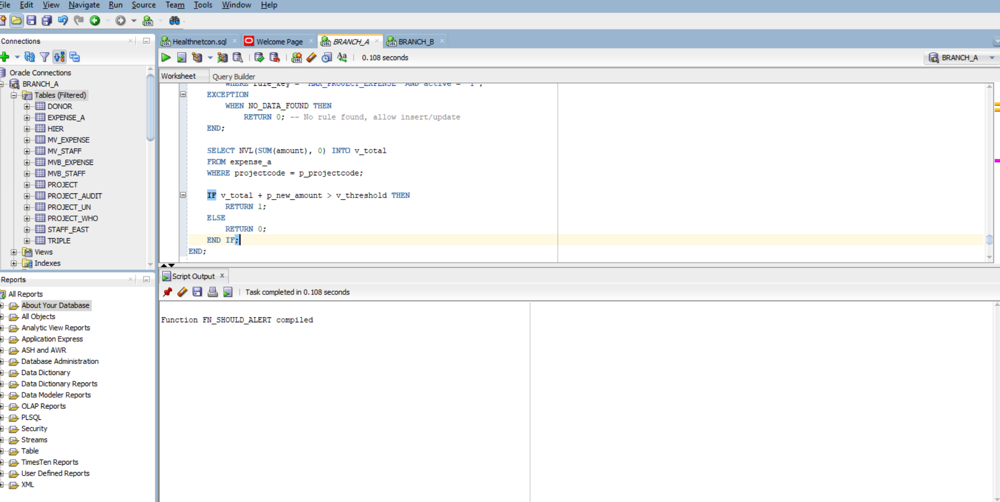 File Edit View Navigate Run Source Team Tools Window Help
Connections
Healthnetcon.sql Welcome Page BRANCH_A BRANCH_B
0.108 seconds
BRANCH_A
Worksheet Query Builder
Oracle Connections
BRANCH_A
Tables (Filtered)
DONOR
EXPENSE_A
HIER
MV_EXPENSE
MV_STAFF
MVB_EXPENSE
MVB_STAFF
PROJECT
PROJECT_AUDIT
PROJECT_UN
PROJECT_WHO
STAFF_EAST
TRIPLE
Views
Indexes
WHERE rule_key = 'MAX_PROJECT_EXPENSE' AND active = 'Y';
EXCEPTION
WHEN NO_DATA_FOUND THEN
RETURN 0; -- No rule found, allow insert/update
END;
SELECT NVL(SUM(amount), 0) INTO v_total
FROM expense_a
WHERE projectcode = p_projectcode;
IF v_total + p_new_amount > v_threshold THEN
RETURN 1;
ELSE
RETURN 0;
END IF;
END;
Reports
All Reports
About Your Database
All Objects
Analytic View Reports
Application Express
ASH and AWR
Database Administration
Data Dictionary
Data Dictionary Reports
Data Modeler Reports
OLAP Reports
PLSQL
Security
Streams
Table
TimesTen Reports
User Defined Reports
XML
Script Output x
Task completed in 0.108 seconds
Function FN_SHOULD_ALERT compiled